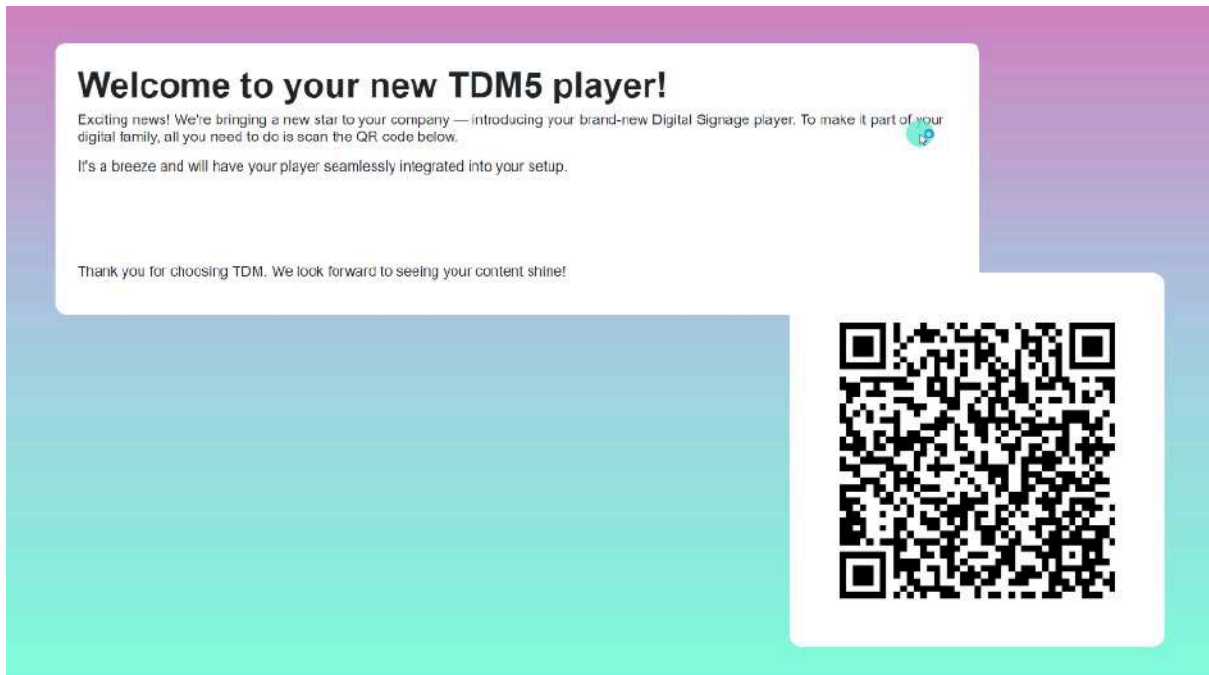 Welcome to your new TDM5 player!
Exciting news! We're bringing a new star to your company — introducing your brand-new Digital Signage player. To make it part of your
digital family, all you need to do is scan the QR code below.
It's a breeze and will have your player seamlessly integrated into your setup.
Thank you for choosing TDM. We look forward to seeing your content shine!